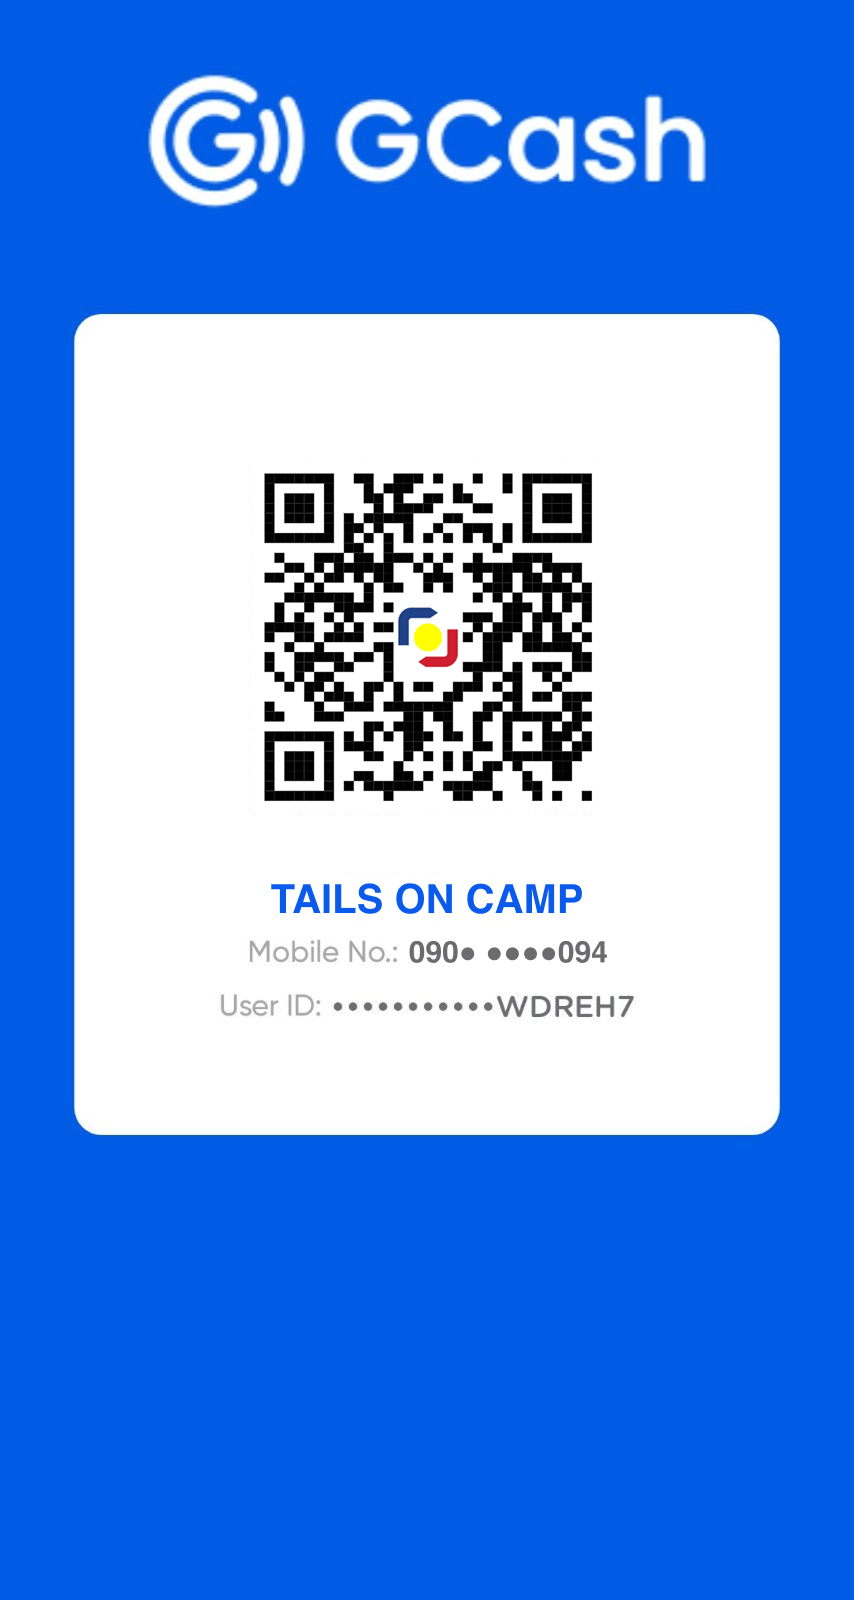 GCash
TAILS ON CAMP
Mobile No.: 090• ••••094
User ID: •••••••••••WDREH7